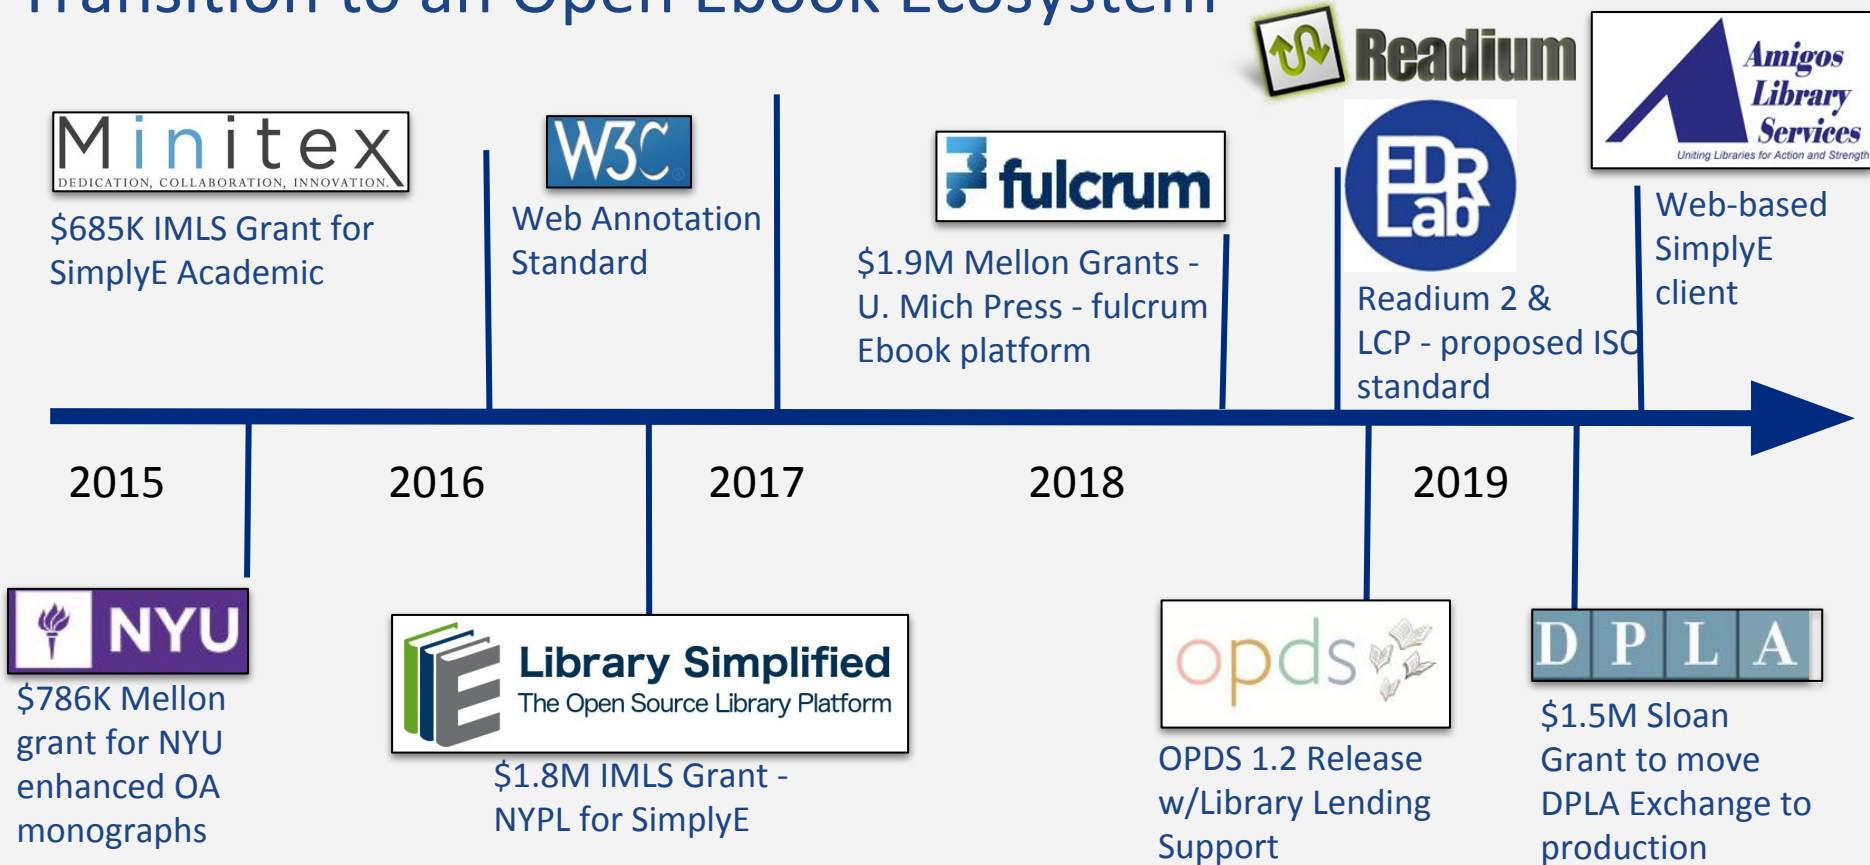 Transition to an Open Ebook Ecosystem
Minitex
DEDICATION, COLLABORATION, INNOVATION.
$685K IMLS Grant for
SimplyE Academic
W3C
Web Annotation
Standard
fulcrum
$1.9M Mellon Grants -
U. Mich Press - fulcrum
Ebook platform
Readium
EDR
Lab
Readium 2 &
LCP - proposed ISO
standard
Amigos
Library
Services
Uniting Libraries for Action and Strength
Web-based
SimplyE
client
2015
2016
2017
2018
2019
NYU
$786K Mellon
grant for NYU
enhanced OA
monographs
Library Simplified
The Open Source Library Platform
$1.8M IMLS Grant -
NYPL for SimplyE
opds
OPDS 1.2 Release
w/Library Lending
Support
DPLA
$1.5M Sloan
Grant to move
DPLA Exchange to
production